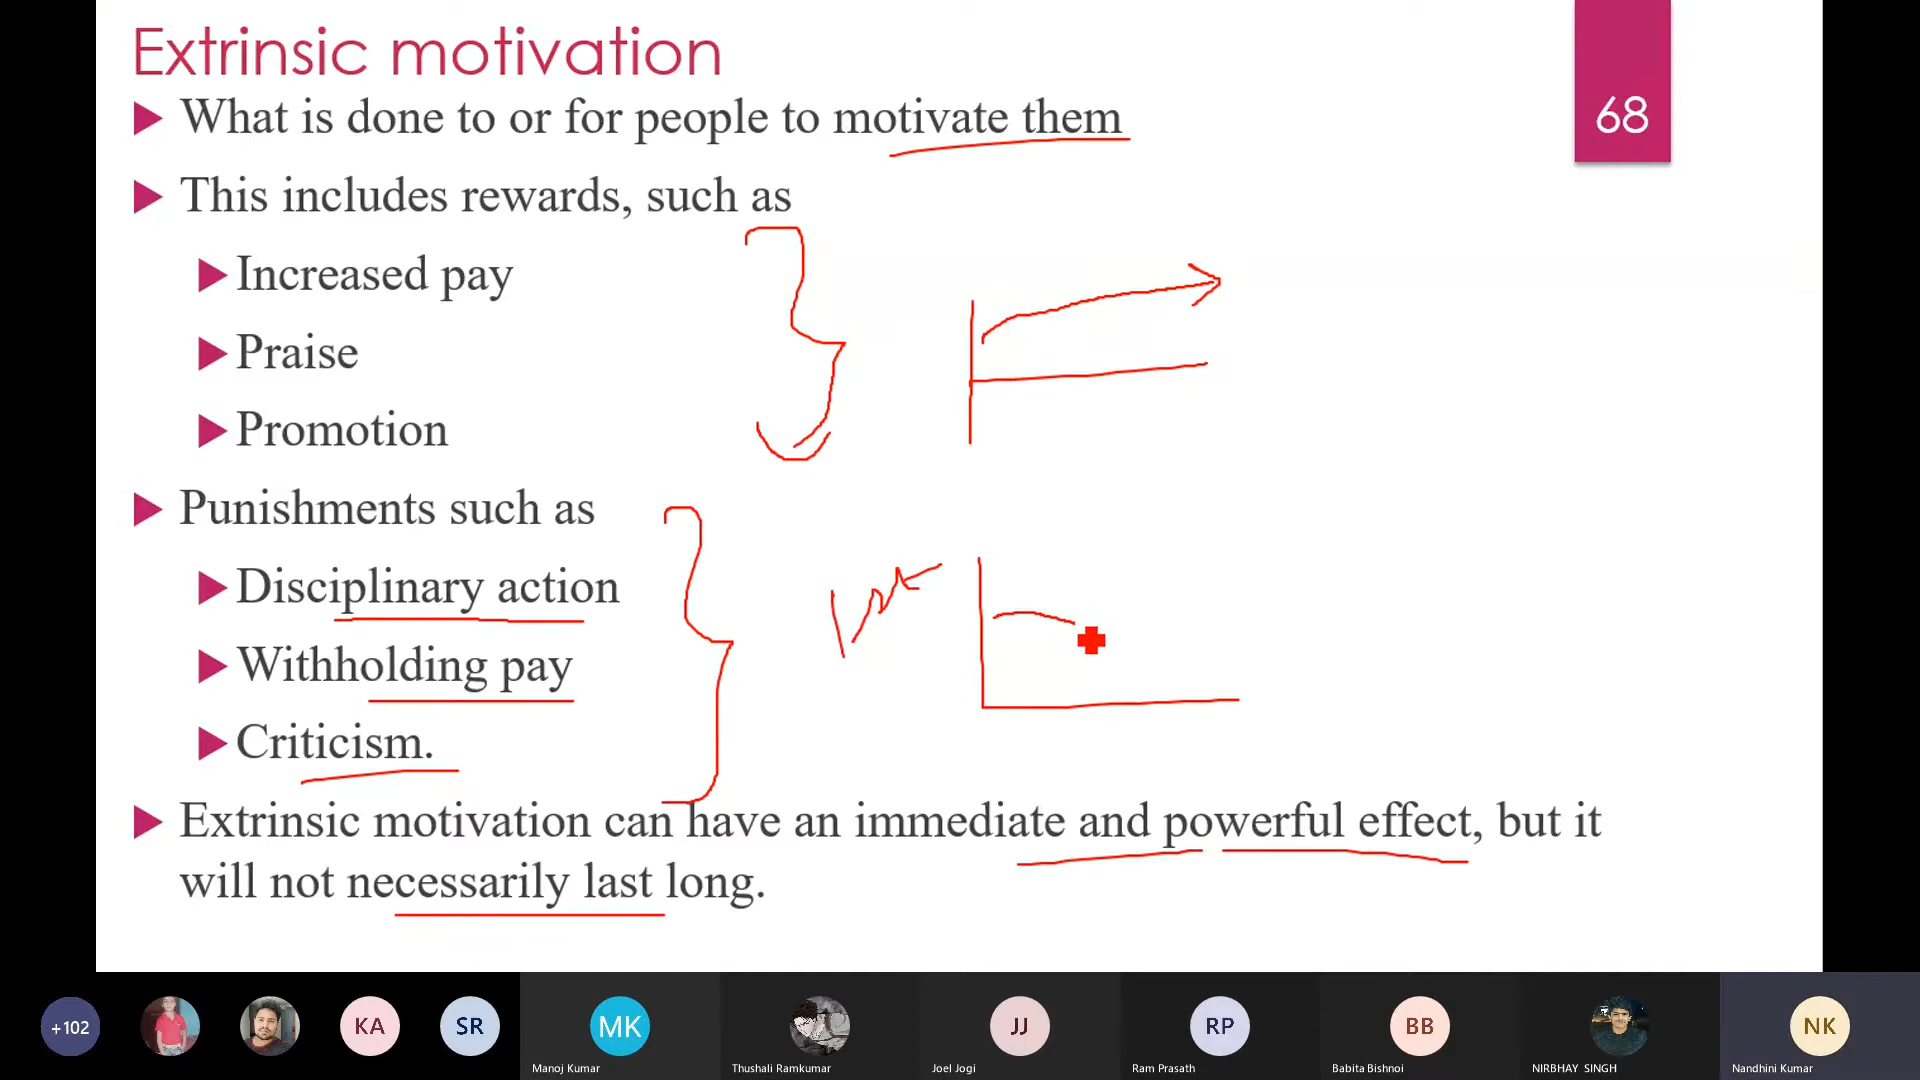 Extrinsic motivation
68
What is done to or for people to motivate them
This includes rewards, such as
Increased pay
Praise
Promotion
Punishments such as
Disciplinary action
Withholding pay
Criticism.
Extrinsic motivation can have an immediate and powerful effect, but it
will not necessarily last long.
+102
KA
SR
MK
JJ
RP
BB
NK
Manoj Kumar
Thushali Ramkumar
Joel Jogi
Ram Prasath
Babita Bishnoi
NIRBHAY SINGH
Nandhini Kumar